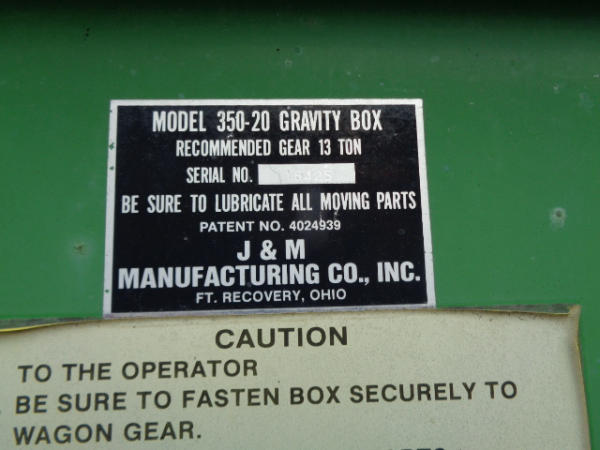 MODEL 350-20 GRAVITY BOX
RECOMMENDED GEAR 13 TON
SERIAL NO.
BE SURE TO LUBRICATE ALL MOVING PARTS
PATENT NO. 4024939
J & M
MANUFACTURING CO., INC.
FT. RECOVERY, OHIO
CAUTION
TO THE OPERATOR
BE SURE TO FASTEN BOX SECURELY TO
WAGON GEAR.